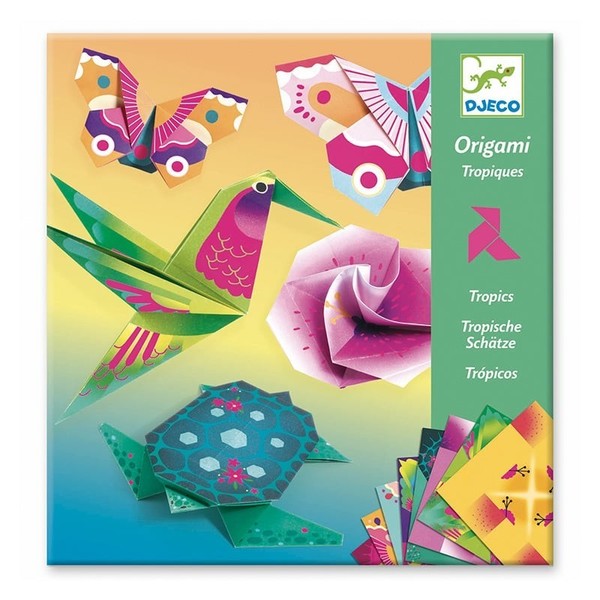 DJECO
Origami
Tropiques
Tropics
Tropische
Schätze
Trópicos